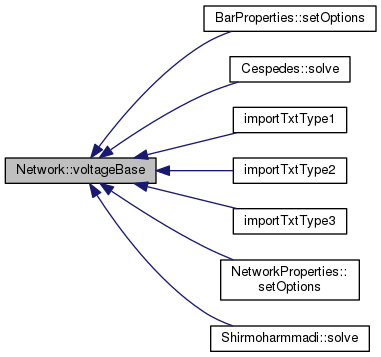 BarProperties::setOptions
Cespedes::solve
importTxtType1
Network::voltageBase
importTxtType2
importTxtType3
NetworkProperties::
setOptions
Shirmoharmmadi::solve